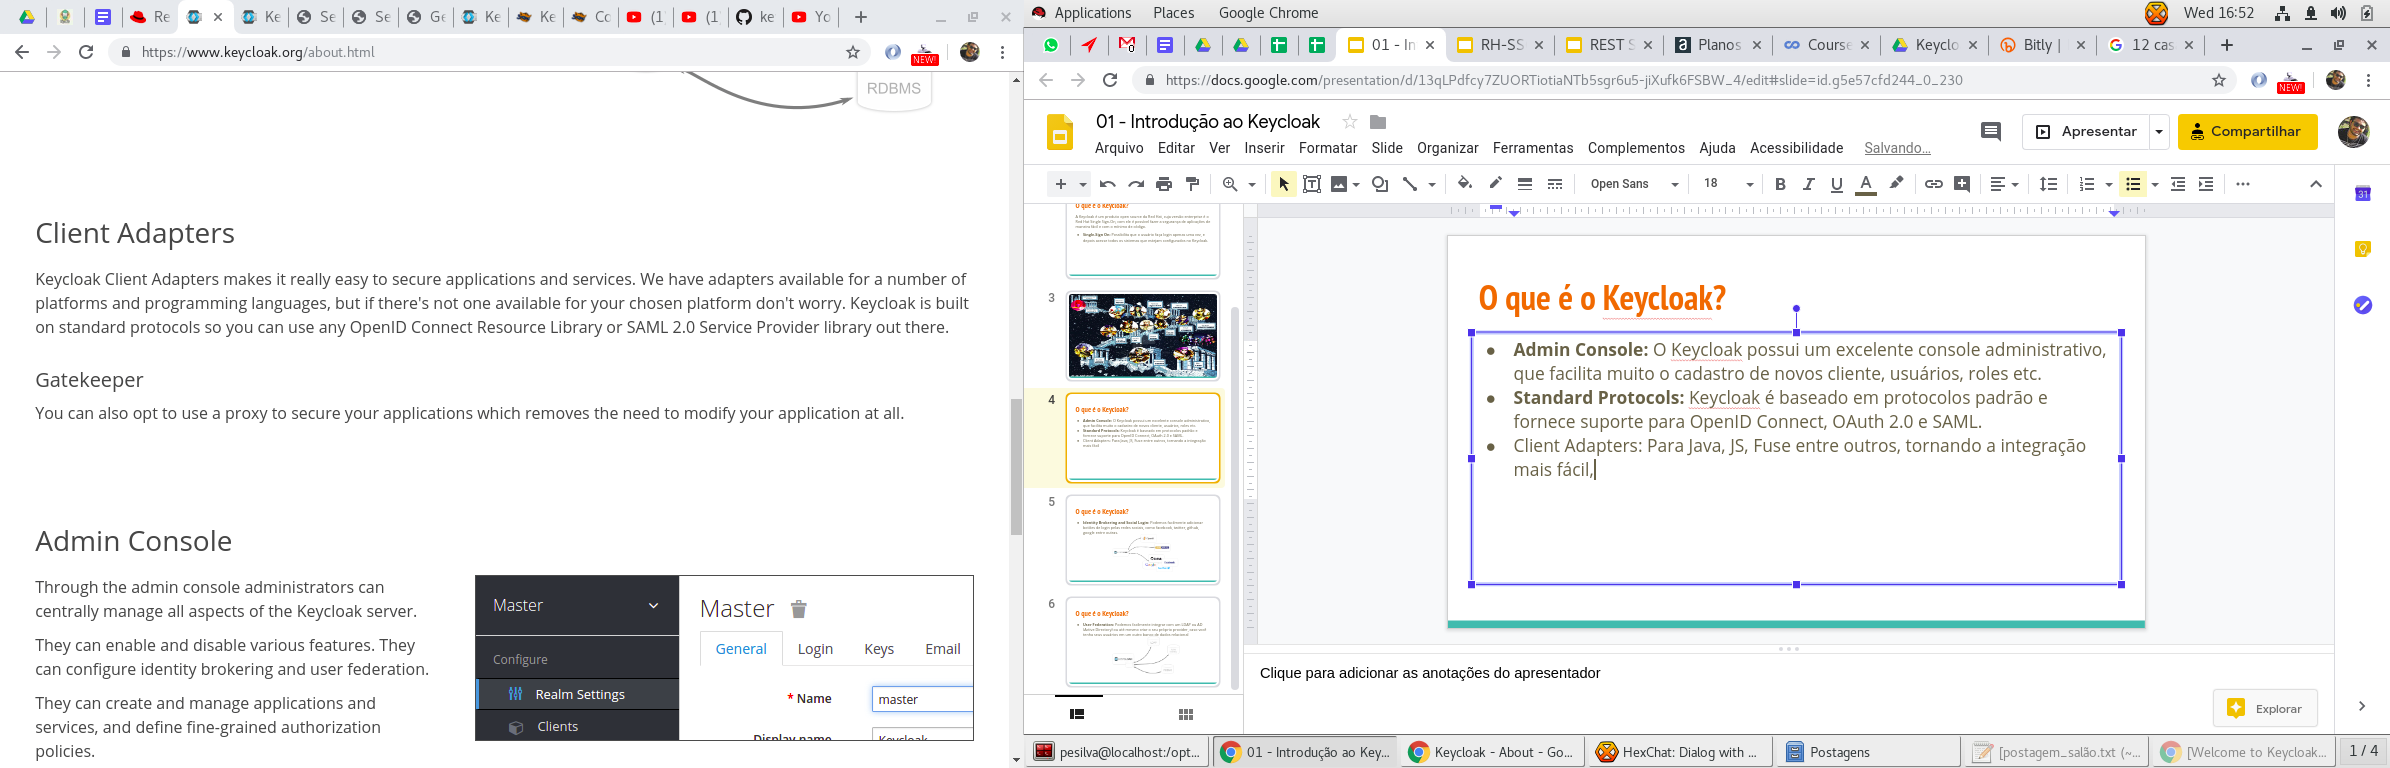 Re
Ke
Se
Se
Ge
Ke
Ke
Co
(1
(1
ke
Yo
https://www.keycloak.org/about.html
NEW!
RDBMS
Client Adapters
Keycloak Client Adapters makes it really easy to secure applications and services. We have adapters available for a number of
platforms and programming languages, but if there's not one available for your chosen platform don't worry. Keycloak is built
on standard protocols so you can use any OpenID Connect Resource Library or SAML 2.0 Service Provider library out there.
Gatekeeper
You can also opt to use a proxy to secure your applications which removes the need to modify your application at all.
Admin Console
Through the admin console administrators can
centrally manage all aspects of the Keycloak server.
They can enable and disable various features. They
can configure identity brokering and user federation.
They can create and manage applications and
services, and define fine-grained authorization
policies.
Master
Configure
Realm Settings
Clients
Master
General Login Keys Email
* Name master
Display name Keycloak
Applications Places Google Chrome Wed 16:52
01 - In
RH-SS
REST S
Planos
Course
Keyclo
Bitly |
12 cas
https://docs.google.com/presentation/d/13qLPdfcy7ZUORTiotiaNTb5sgr6u5-jiXufk6FSBW_4/edit#slide=id.g5e57cfd244_0_230
NEW!
01 - Introdução ao Keycloak
Apresentar
Compartilhar
Arquivo Editar Ver Inserir Formatar Slide Organizar Ferramentas Complementos Ajuda Acessibilidade Salvando...
Open Sans 18 B I U A
31
O que é o Keycloak?
3
4
O que é o Keycloak?
5
O que é o Keycloak?
6
O que é o Keycloak?
O que é o Keycloak?
● Admin Console: O Keycloak possui um excelente console administrativo,
que facilita muito o cadastro de novos cliente, usuários, roles etc.
● Standard Protocols: Keycloak é baseado em protocolos padrão e
fornece suporte para OpenID Connect, OAuth 2.0 e SAML.
● Client Adapters: Para Java, JS, Fuse entre outros, tornando a integração
mais fácil,
Clique para adicionar as anotações do apresentador
Explorar
pesilva@localhost:/opt...
01 - Introdução ao Key...
Keycloak - About - Go...
HexChat: Dialog with ...
Postagens
[postagem_salão.txt (~...
[Welcome to Keycloak...
1 / 4